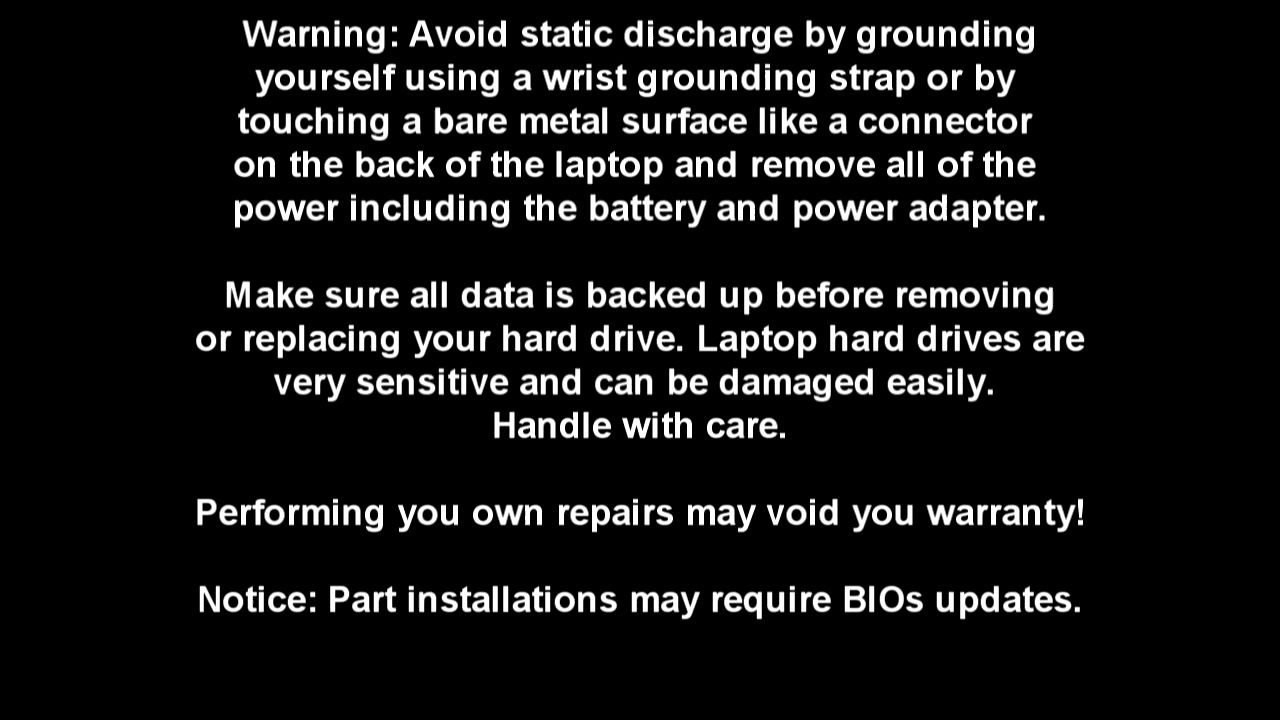 Warning: Avoid static discharge by grounding
yourself using a wrist grounding strap or by
touching a bare metal surface like a connector
on the back of the laptop and remove all of the
power including the battery and power adapter.
Make sure all data is backed up before removing
or replacing your hard drive. Laptop hard drives are
very sensitive and can be damaged easily.
Handle with care.
Performing you own repairs may void you warranty!
Notice: Part installations may require BIOs updates.